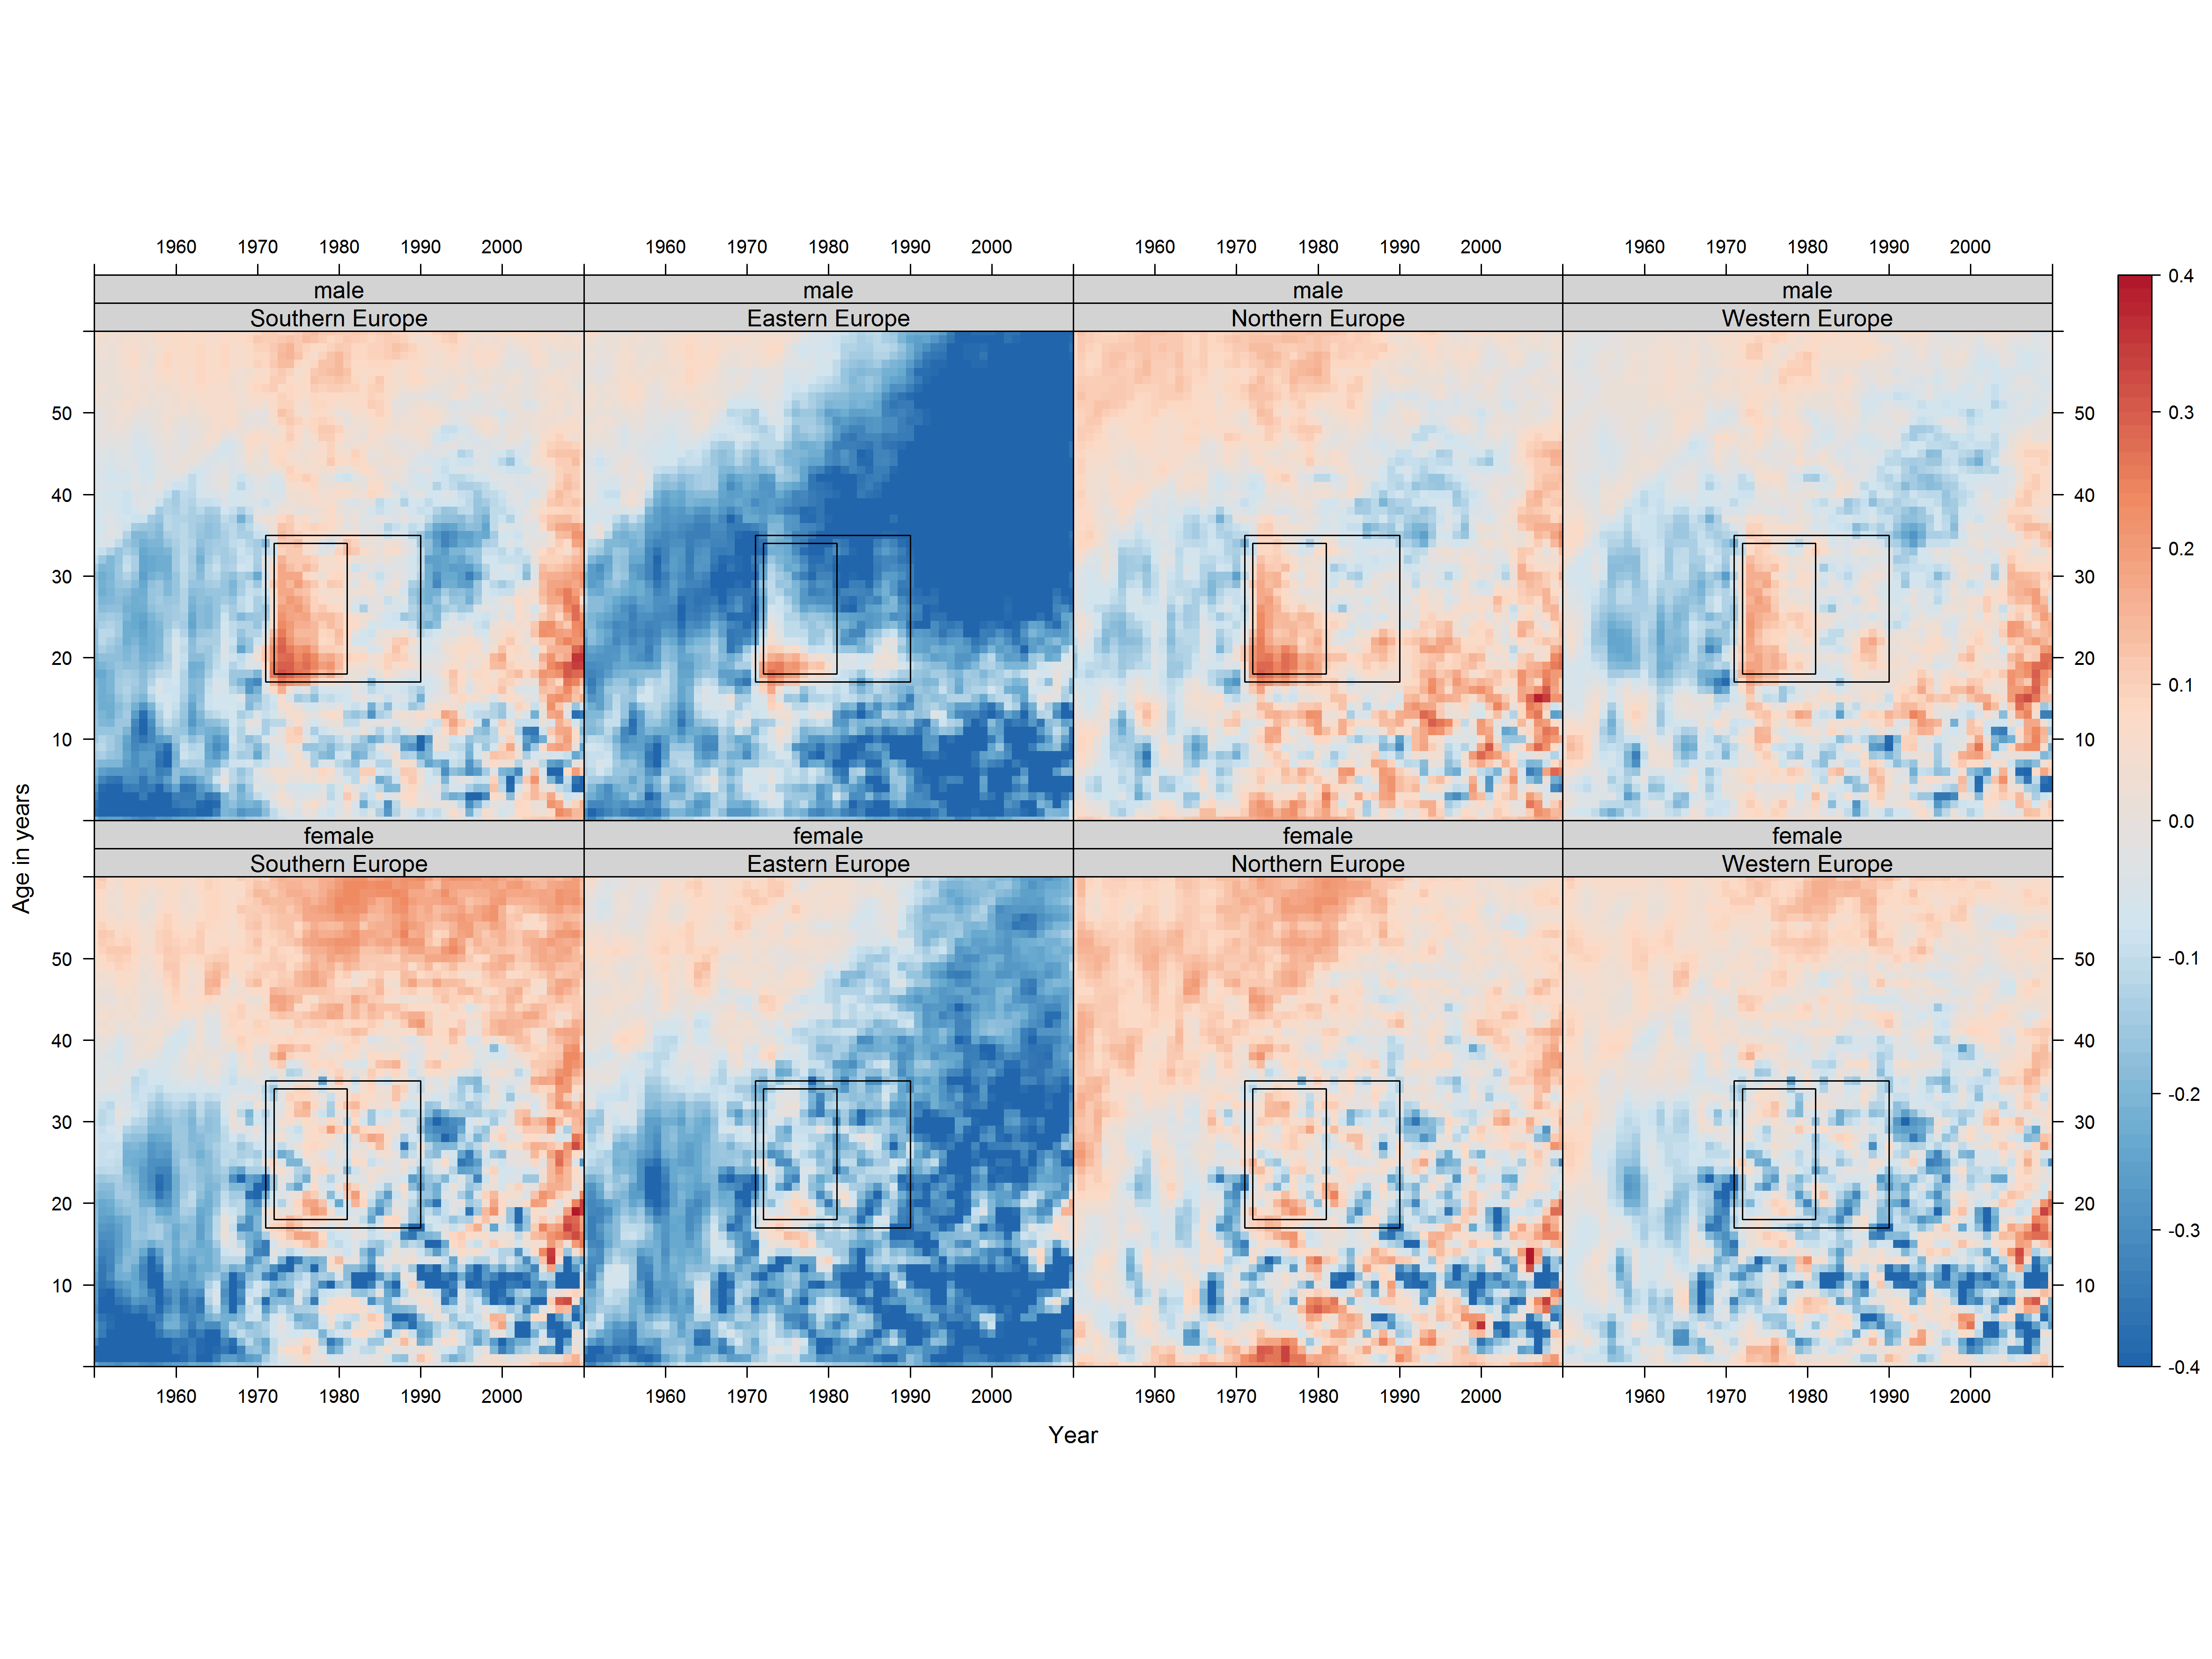 1960 1970 1980 1990 2000 1960 1970 1980 1990 2000 1960 1970 1980 1990 2000 1960 1970 1980 1990 2000
male male male male
Southern Europe Eastern Europe Northern Europe Western Europe
0.4
50 50 0.3
40 40
30 30 0.2
20 20 0.1
10 10
0.0
female female female female
Southern Europe Eastern Europe Northern Europe Western Europe
50 50 -0.1
40 40
30 30 -0.2
20 20 -0.3
10 10
-0.4
1960 1970 1980 1990 2000 1960 1970 1980 1990 2000 1960 1970 1980 1990 2000 1960 1970 1980 1990 2000
Age in years
Year